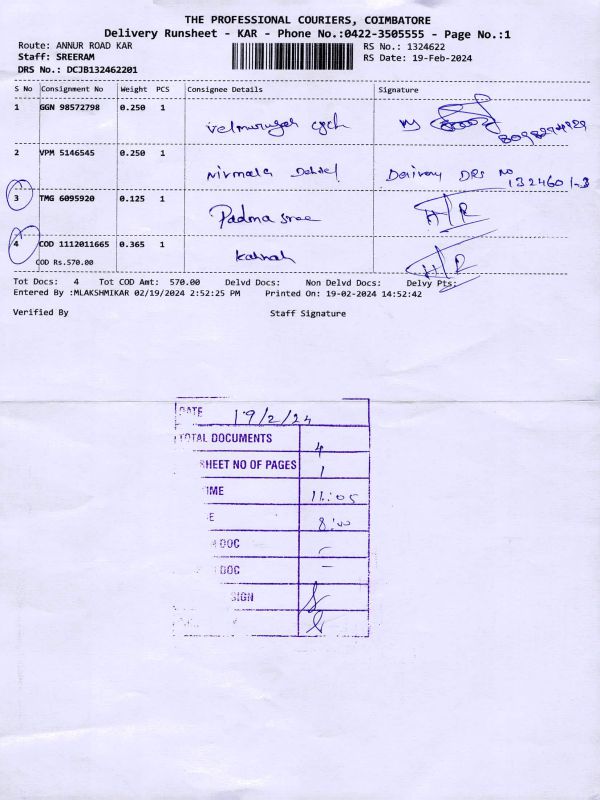 THE PROFESSIONAL COURIERS, COIMBATORE
Delivery Runsheet - KAR - Phone No.:0422-3505555 - Page No.:1
Route: ANNUR ROAD KAR RS No.: 1324622
Staff: SREERAM RS Date: 19-Feb-2024
DRS No.: DCJB132462201
S No Consignment No Weight PCS Consignee Details Signature
1 GGN 98572798 0.250 1
velmurugan
2 VPM 5146545 0.250 1
Nirmala Delivery DRS No
3 TMG 6095920 0.125 1
Padma sree
4 COD 1112011665 0.365 1
COD Rs.570.00
Tot Docs: 4 Tot COD Amt: 570.00 Delvd Docs: Non Delvd Docs: Delvy Pts:
Entered By :MLAKSHMIKAR 02/19/2024 2:52:25 PM Printed On: 19-02-2024 14:52:42
Verified By Staff Signature
DATE 19/2/24
TOTAL DOCUMENTS 4
SHEET NO OF PAGES 1
IME 11:05
E 8:00
DOC
DOC
SIGN